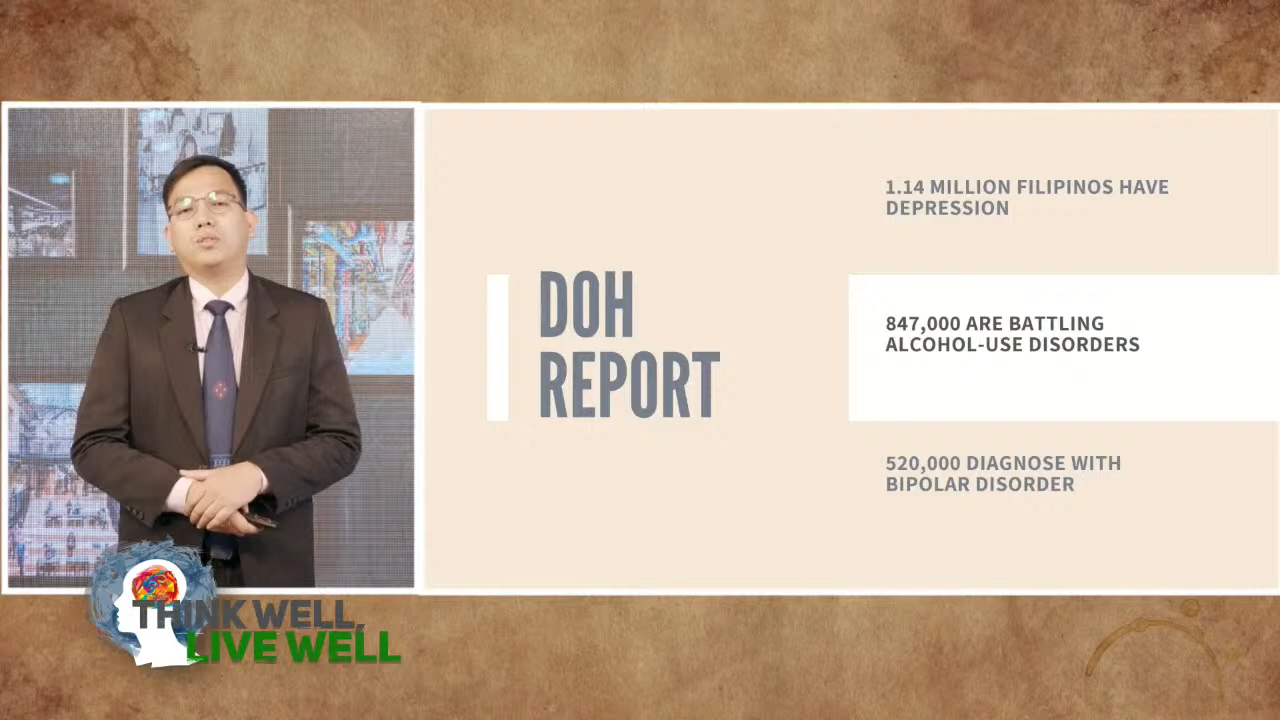 DOH
REPORT
1.14 MILLION FILIPINOS HAVE
DEPRESSION
847,000 ARE BATTLING
ALCOHOL-USE DISORDERS
520,000 DIAGNOSE WITH
BIPOLAR DISORDER
THINK WELL,
LIVE WELL